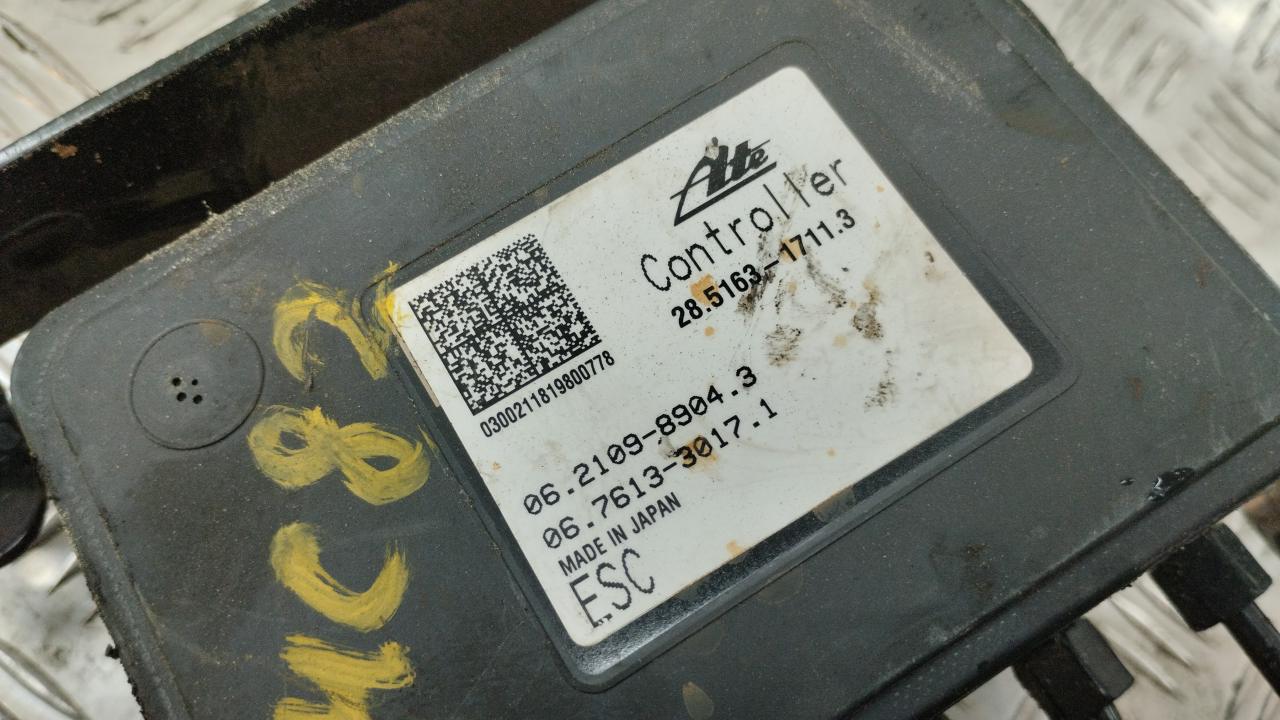 Ate
Controller
28.5163-1711.3
0300211819800778
06.2109-8904.3
06.7613-3017.1
MADE IN JAPAN
ESC